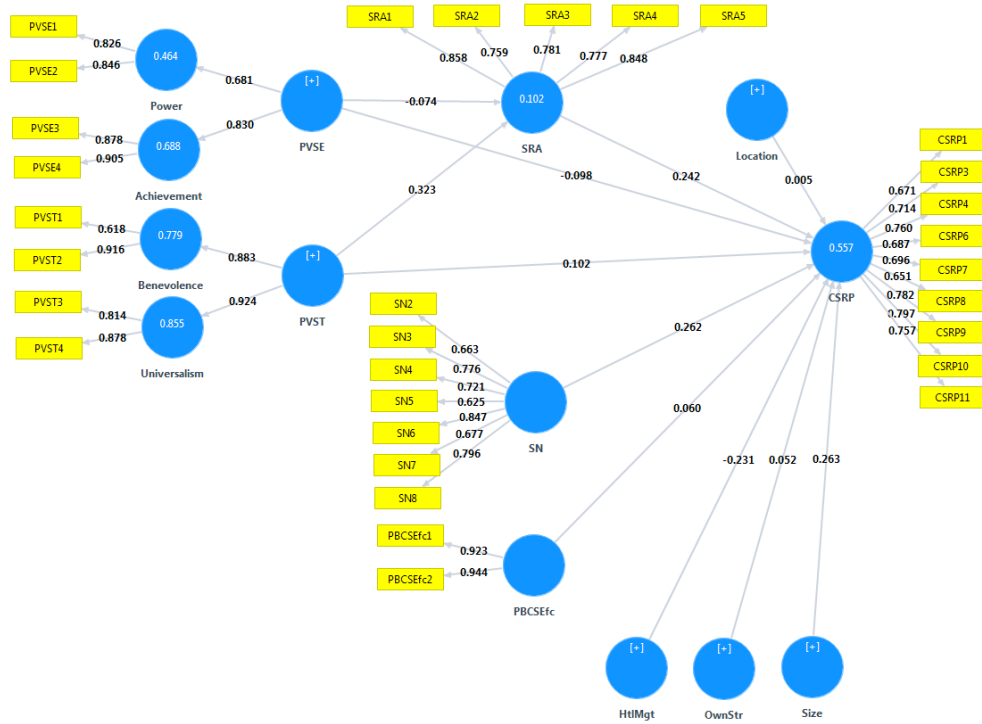 PVSE1
PVSE2
0.826
0.846
0.464
Power
0.681
PVSE3
PVSE4
0.878
0.905
0.688
Achievement
0.830
[+]
PVSE
PVST1
PVST2
0.618
0.916
0.779
Benevolence
0.883
PVST3
PVST4
0.814
0.878
0.855
Universalism
0.924
[+]
PVST
SRA1
SRA2
SRA3
SRA4
SRA5
0.858
0.759
0.781
0.777
0.848
0.102
SRA
-0.074
0.323
-0.098
0.242
0.102
[+]
Location
0.005
SN2
SN3
SN4
SN5
SN6
SN7
SN8
0.663
0.776
0.721
0.625
0.847
0.677
0.796
SN
0.262
PBCSEfc1
PBCSEfc2
0.923
0.944
PBCSEfc
0.060
0.557
CSRP
CSRP1
CSRP3
CSRP4
CSRP6
CSRP7
CSRP8
CSRP9
CSRP10
CSRP11
0.671
0.714
0.760
0.687
0.696
0.651
0.782
0.797
0.757
-0.231
0.052
0.263
[+]
HtlMgt
[+]
OwnStr
[+]
Size